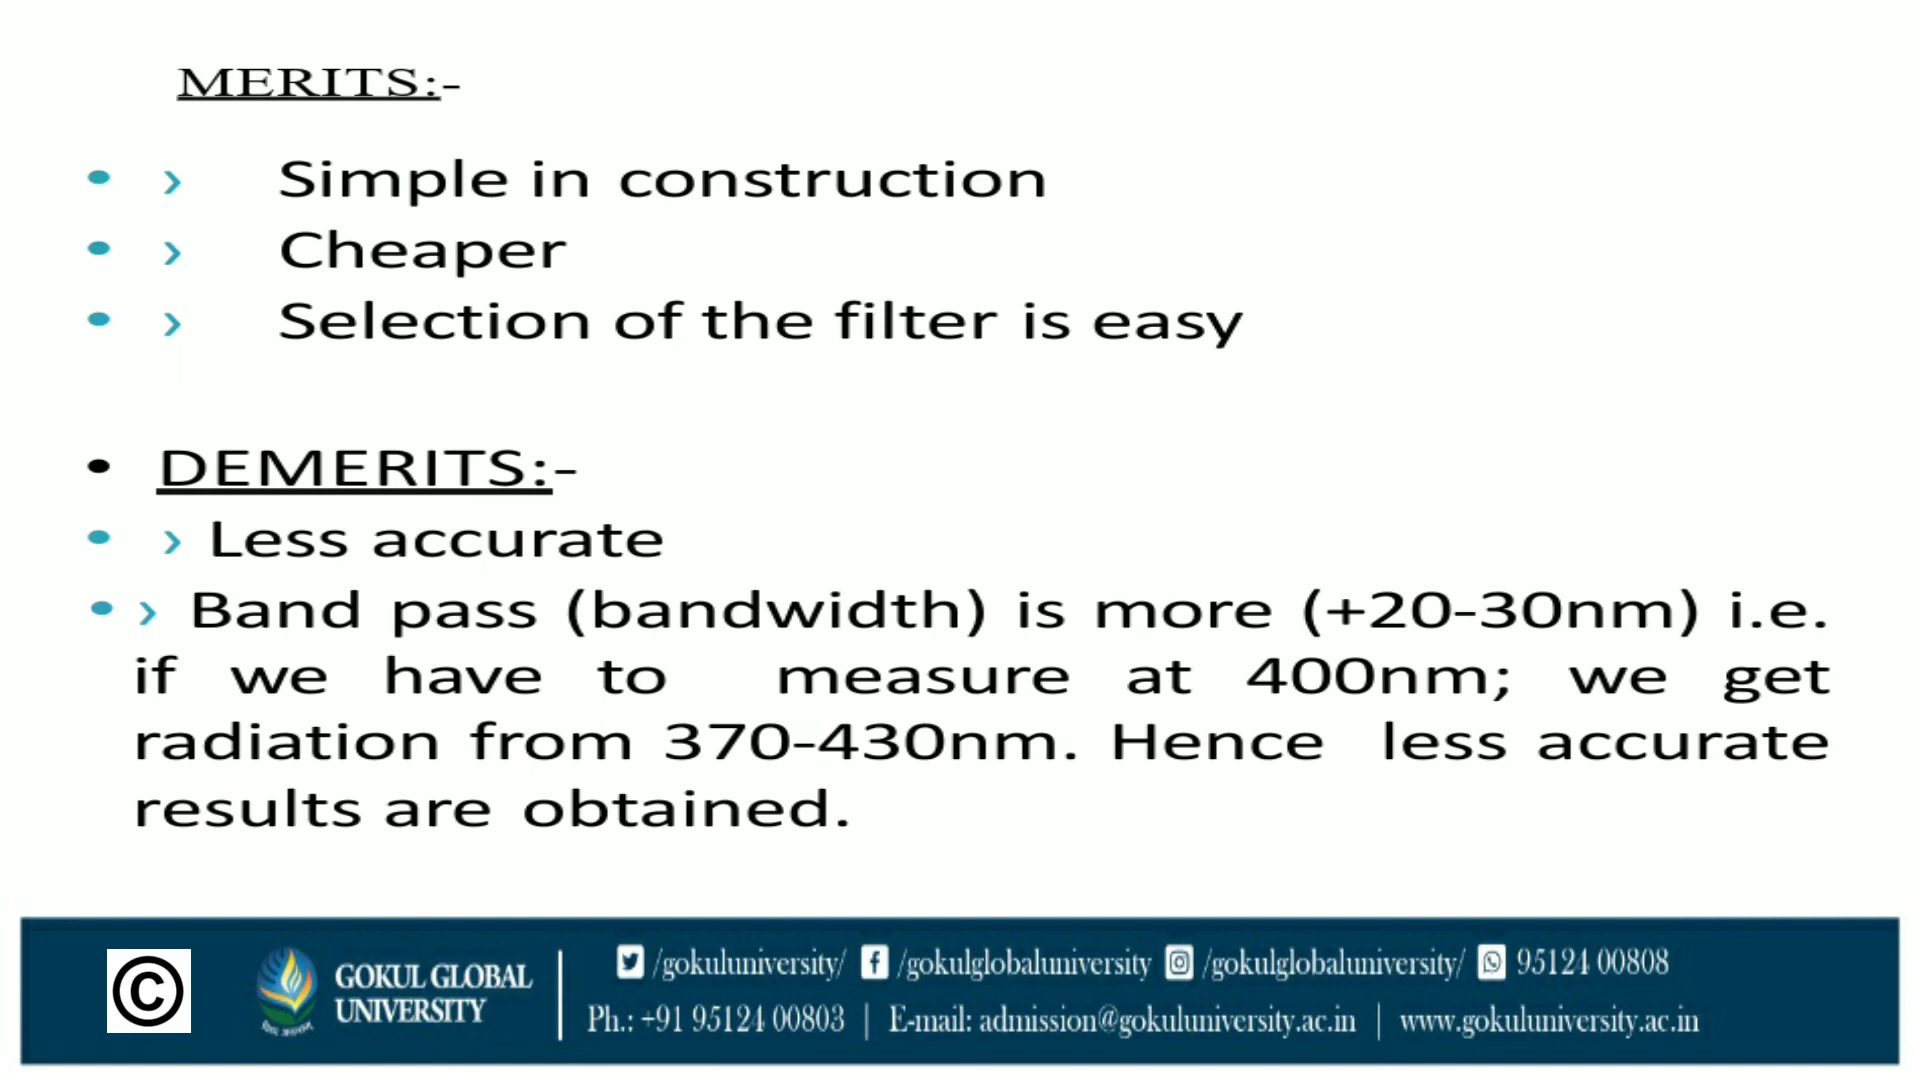 MERITS:-
• › Simple in construction
• › Cheaper
• › Selection of the filter is easy
• DEMERITS:-
• › Less accurate
• › Band pass (bandwidth) is more (+20-30nm) i.e.
if we have to measure at 400nm; we get
radiation from 370-430nm. Hence less accurate
results are obtained.
©
GOKUL GLOBAL
UNIVERSITY
/gokuluniversity/ /gokulglobaluniversity /gokulglobaluniversity/ 95124 00808
Ph.: +91 95124 00803 | E-mail: admission@gokuluniversity.ac.in | www.gokuluniversity.ac.in